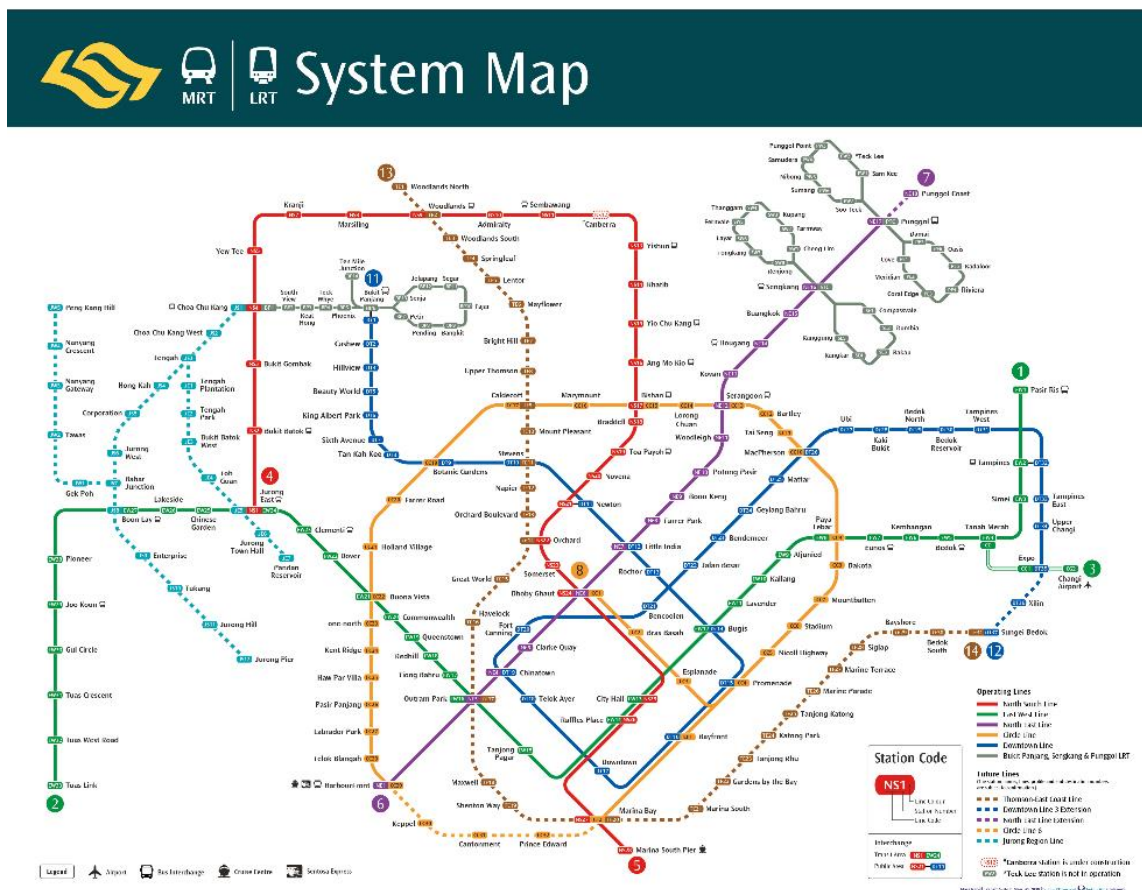 MRT
LRT
System Map
13
Woodlands North
7
Punggol Coast
Punggol Point
*Teck Lee
Samudera
Sam Kee
Nibong
Sumang
Soo Teck
Punggol
Damai
Oasis
Kadaloor
Riviera
Coral Edge
Meridian
Cove
Thanggam
Kupang
Fernvale
Farmway
Layar
Cheng Lim
Tongkang
Renjong
Sengkang
Compassvale
Rumbia
Bakau
Kangkar
Kranji
Marsiling
Woodlands
Admiralty
Sembawang
*Canberra
Yew Tee
Woodlands South
Springleaf
Lentor
Mayflower
Bright Hill
Upper Thomson
Yishun
Khatib
Yio Chu Kang
Ang Mo Kio
Buangkok
Hougang
Kovan
Ten Mile
Junction
11
Bukit
Panjang
Jelapang
Segar
Senja
Fajar
Petir
Pending
Bangkit
South
View
Keat
Hong
Teck
Whye
Phoenix
Peng Kang Hill
Choa Chu Kang
Choa Chu Kang West
Nanyang
Crescent
Tengah
Nanyang
Gateway
Hong Kah
Tengah
Plantation
Bukit Gombak
Corporation
Tengah
Park
Tawas
Jurong
West
Bukit Batok
West
Bukit Batok
Gek Poh
Bahar
Junction
Toh
Guan
4
Jurong
East
Cashew
Hillview
Beauty World
King Albert Park
Sixth Avenue
Tan Kah Kee
Botanic Gardens
Stevens
Caldecott
Marymount
Bishan
Lorong
Chuan
Serangoon
Bartley
Tai Seng
MacPherson
Mount Pleasant
Braddell
Woodleigh
Toa Payoh
Potong Pasir
Novena
Boon Keng
Newton
Farrer Park
Little India
Napier
Orchard Boulevard
Orchard
Great World
Somerset
8
Dhoby Ghaut
Rochor
Mattar
Geylang Bahru
Bendemeer
Jalan Besar
Bencoolen
Ubi
Kaki
Bukit
Bedok
North
Bedok
Reservoir
Tampines
West
1
Pasir Ris
Tampines
Tampines
East
Simei
Upper
Changi
Tanah Merah
Expo
3
Changi
Airport
Xilin
Sungei Bedok
14
12
Bedok
South
Bayshore
Siglap
Marine Terrace
Marine Parade
Tanjong Katong
Katong Park
Tanjong Rhu
Gardens by the Bay
Marina South
Paya
Lebar
Eunos
Kembangan
Bedok
Aljunied
Kallang
Lavender
Bugis
Dakota
Mountbatten
Stadium
Nicoll Highway
Promenade
Esplanade
Bras Basah
Bayfront
Downtown
City Hall
Raffles Place
Telok Ayer
Chinatown
Clarke Quay
Fort
Canning
Havelock
Outram Park
Tanjong
Pagar
Maxwell
Shenton Way
Marina Bay
5
Marina South Pier
Lakeside
Boon Lay
Chinese
Garden
Jurong
Town Hall
Pandan
Reservoir
Pioneer
Enterprise
Tukang
Jurong Hill
Jurong Pier
Joo Koon
Gul Circle
Tuas Crescent
Tuas West Road
Tuas Link
2
Clementi
Dover
Buona Vista
Commonwealth
Queenstown
Redhill
Tiong Bahru
Farrer Road
Holland Village
one-north
Kent Ridge
Haw Par Villa
Pasir Panjang
Labrador Park
Telok Blangah
HarbourFront
6
Keppel
Cantonment
Prince Edward
Station Code
NS1
Line Colour
Station Number
Line Code
Interchange
Operating Lines
North South Line
East West Line
North East Line
Circle Line
Downtown Line
Bukit Panjang, Sengkang & Punggol LRT
Future Lines
Thomson-East Coast Line
Downtown Line 3 Extension
North East Line Extension
Circle Line 6
Jurong Region Line
*Canberra station is under construction
*Teck Lee station is not in operation
Legend
Airport
Bus Interchange
Cruise Centre
Sentosa Express